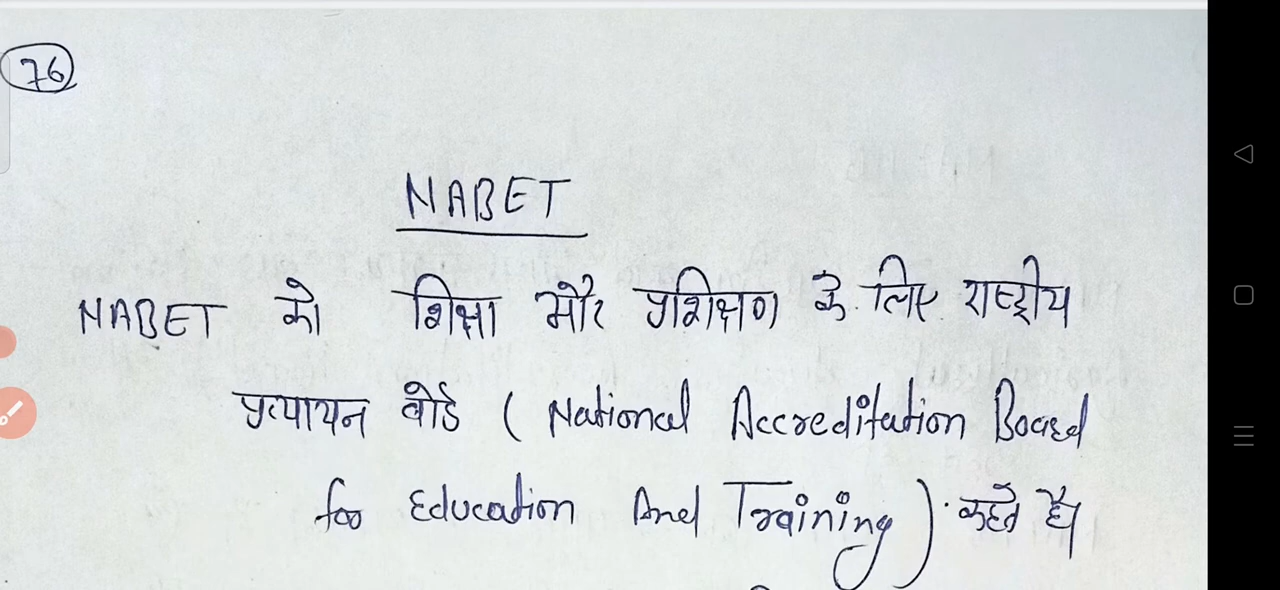 76
NABET
NABET को शिक्षा और प्रशिक्षण के लिए राष्ट्रीय
प्रत्यायन बोर्ड ( National Accreditation Board
for Education And Training ) कहते है।